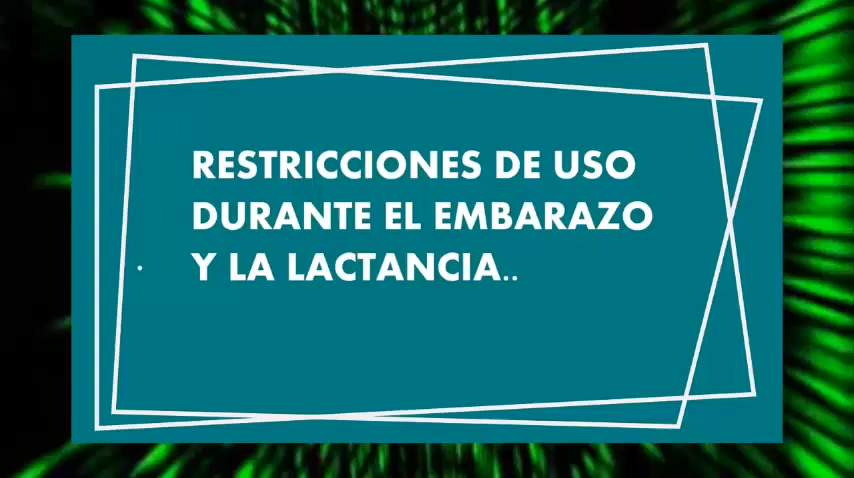 RESTRICCIONES DE USO
DURANTE EL EMBARAZO
Y LA LACTANCIA..